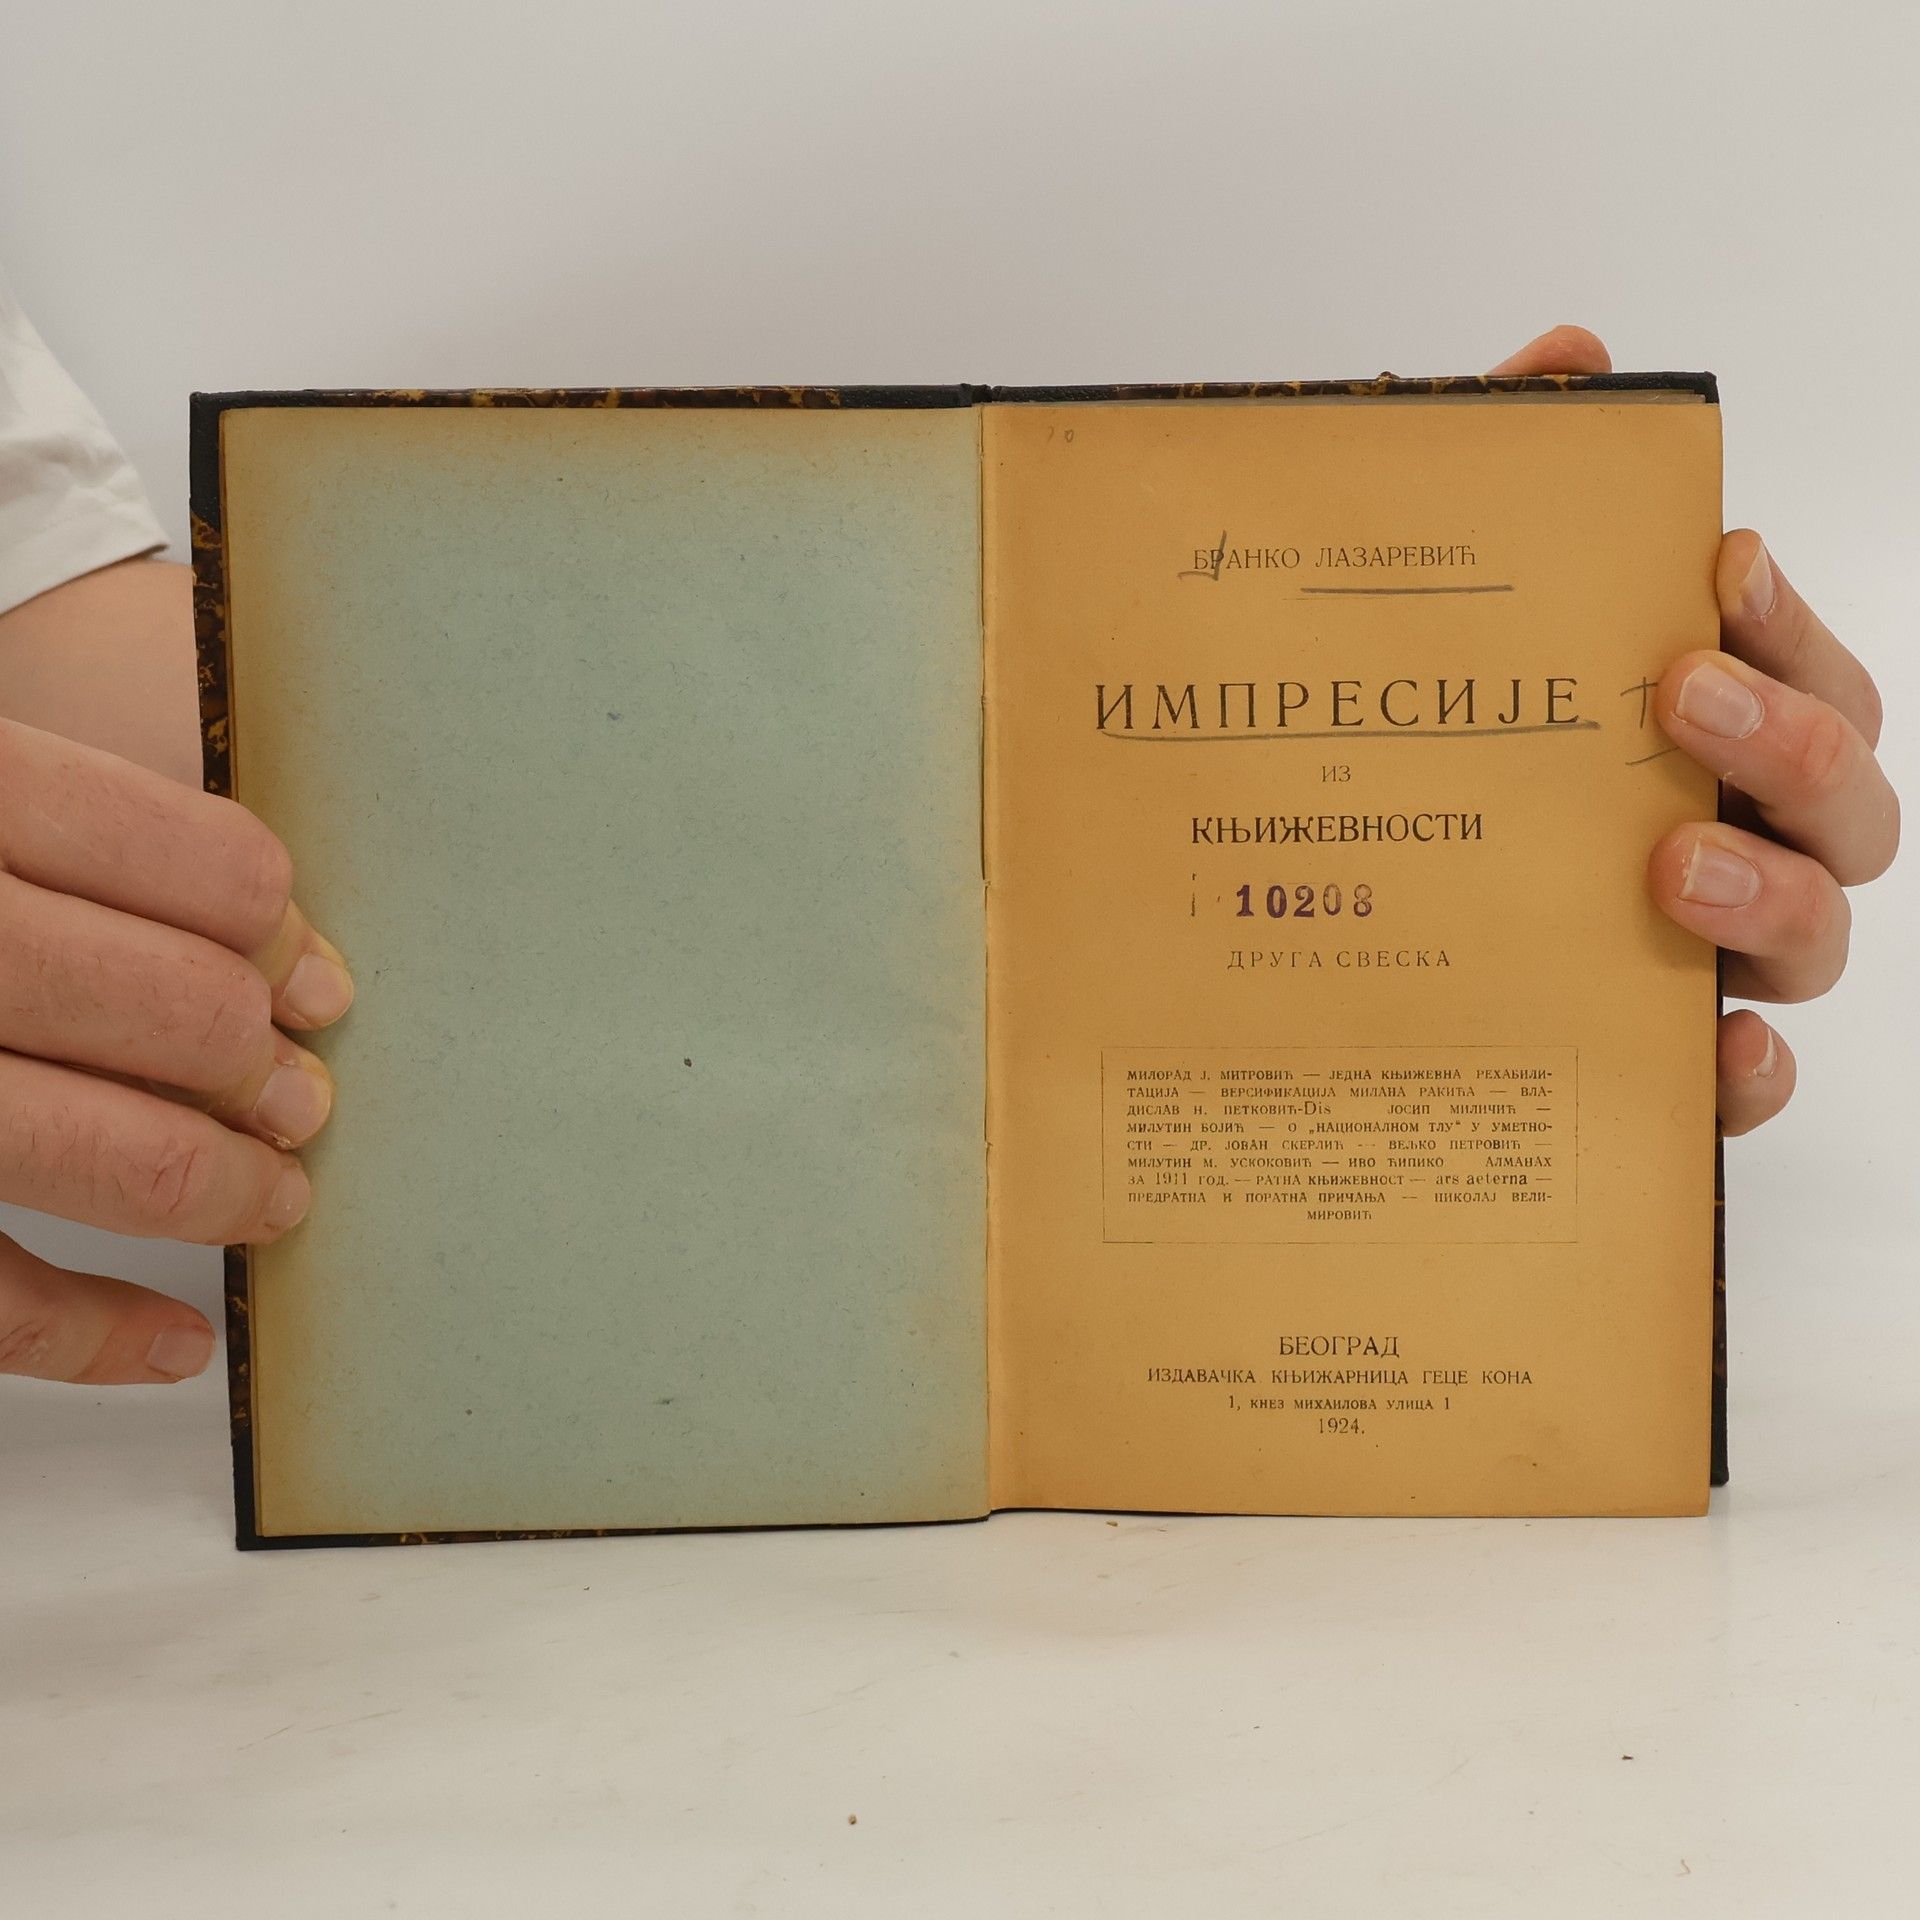 БРАНКО ЛАЗАРЕВИЋ
ИМПРЕСИЈЕ
ИЗ
КЊИЖЕВНОСТИ
10208
ДРУГА СВЕСКА
МИЛОРАД Ј. МИТРОВИЋ — ЈЕДНА КЊИЖЕВНА РЕХАБИЛИ-
ТАЦИЈА — ВЕРСИФИКАЦИЈА МИЛАНА РАКИЋА — ВЛА-
ДИСЛАВ Н. ПЕТКОВИЋ-Dis ЈОСИП МИЛИЧИЋ —
МИЛУТИН БОЈИЋ — О „НАЦИОНАЛНОМ ТЛУ“ У УМЕТНО-
СТИ — ДР. ЈОВАН СКЕРЛИЋ -- ВЕЉКО ПЕТРОВИЋ —
МИЛУТИН М. УСКОКОВИЋ — ИВО ЋИПИКО АЛМАНАХ
ЗА 1911 ГОД. — РАТНА КЊИЖЕВНОСТ — ars aeterna —
ПРЕДРАТНА И ПОРАТНА ПРИЧАЊА — НИКОЛАЈ ВЕЛИ-
МИРОВИЋ
БЕОГРАД
ИЗДАВАЧКА КЊИЖАРНИЦА ГЕЦЕ КОНА
1, КНЕЗ МИХАИЛОВА УЛИЦА 1
1924.